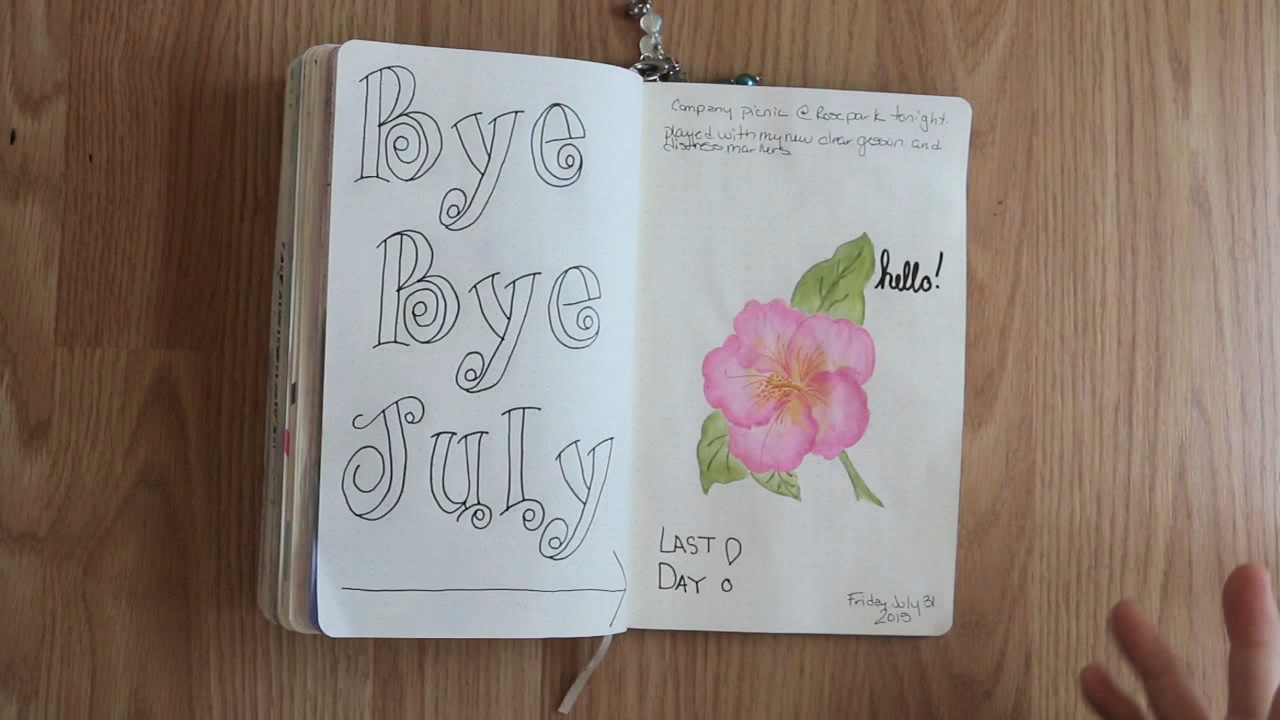 Bye
Bye
July
Company picnic @ Rosepark tonight.
played with my new clear gesson and
distress markers
hello!
LAST
DAY
Friday July 31
2015